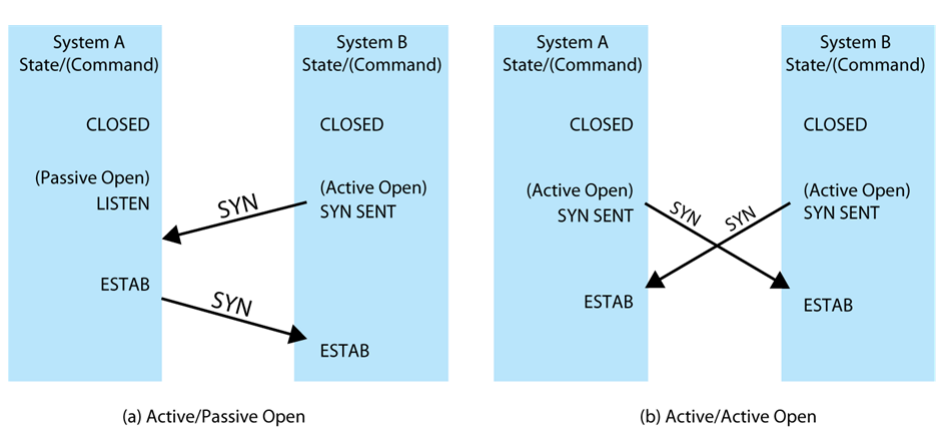 System A
State/(Command)
CLOSED
(Passive Open)
LISTEN
ESTAB
SYN
SYN
System B
State/(Command)
CLOSED
(Active Open)
SYN SENT
ESTAB
(a) Active/Passive Open
System A
State/(Command)
CLOSED
(Active Open)
SYN SENT
ESTAB
SYN
SYN
System B
State/(Command)
CLOSED
(Active Open)
SYN SENT
ESTAB
(b) Active/Active Open